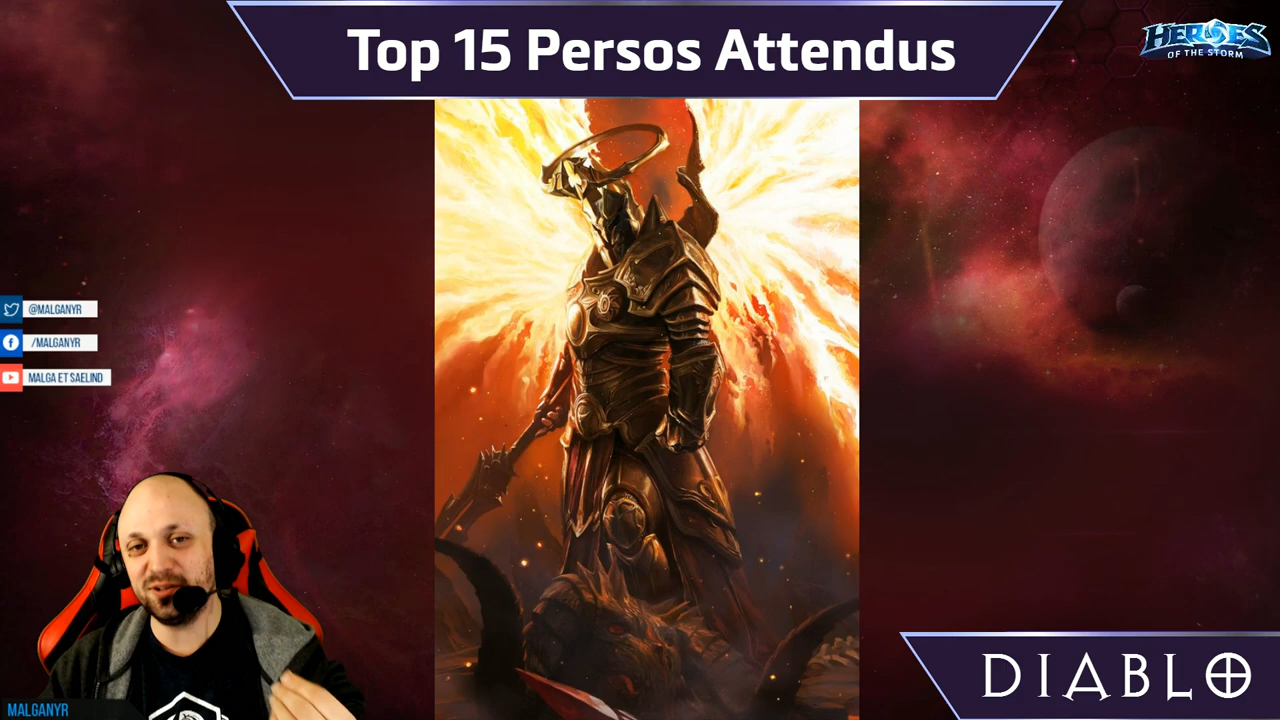 Top 15 Persos Attendus
HEROES
OF THE STORM
@MALGANYR
/MALGANYR
MALGA ET SAELIND
MALGANYR
DIABLO